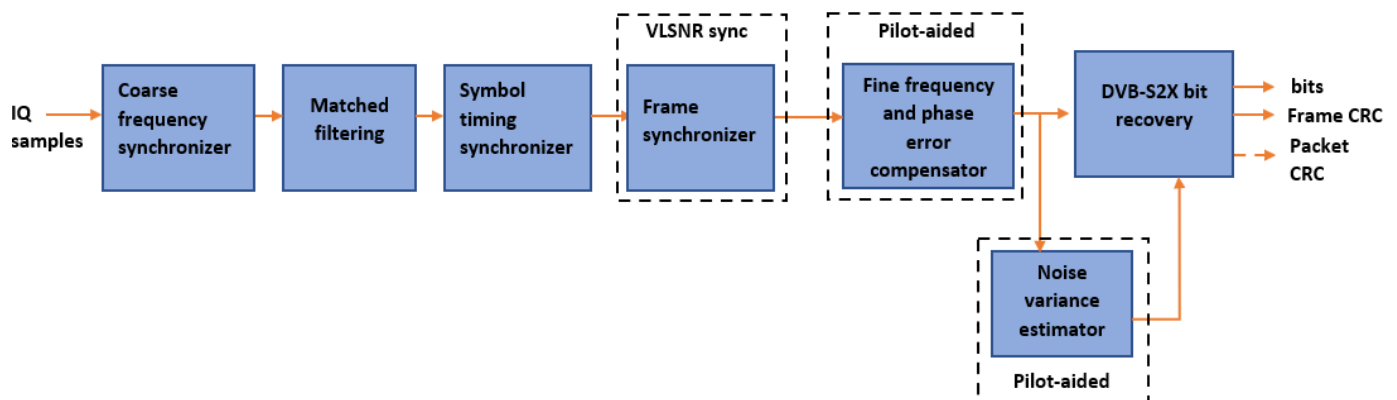 IQ
samples
Coarse
frequency
synchronizer
Matched
filtering
Symbol
timing
synchronizer
VLSNR sync
Frame
synchronizer
Pilot-aided
Fine frequency
and phase
error
compensator
DVB-S2X bit
recovery
bits
Frame CRC
Packet
CRC
Noise
variance
estimator
Pilot-aided